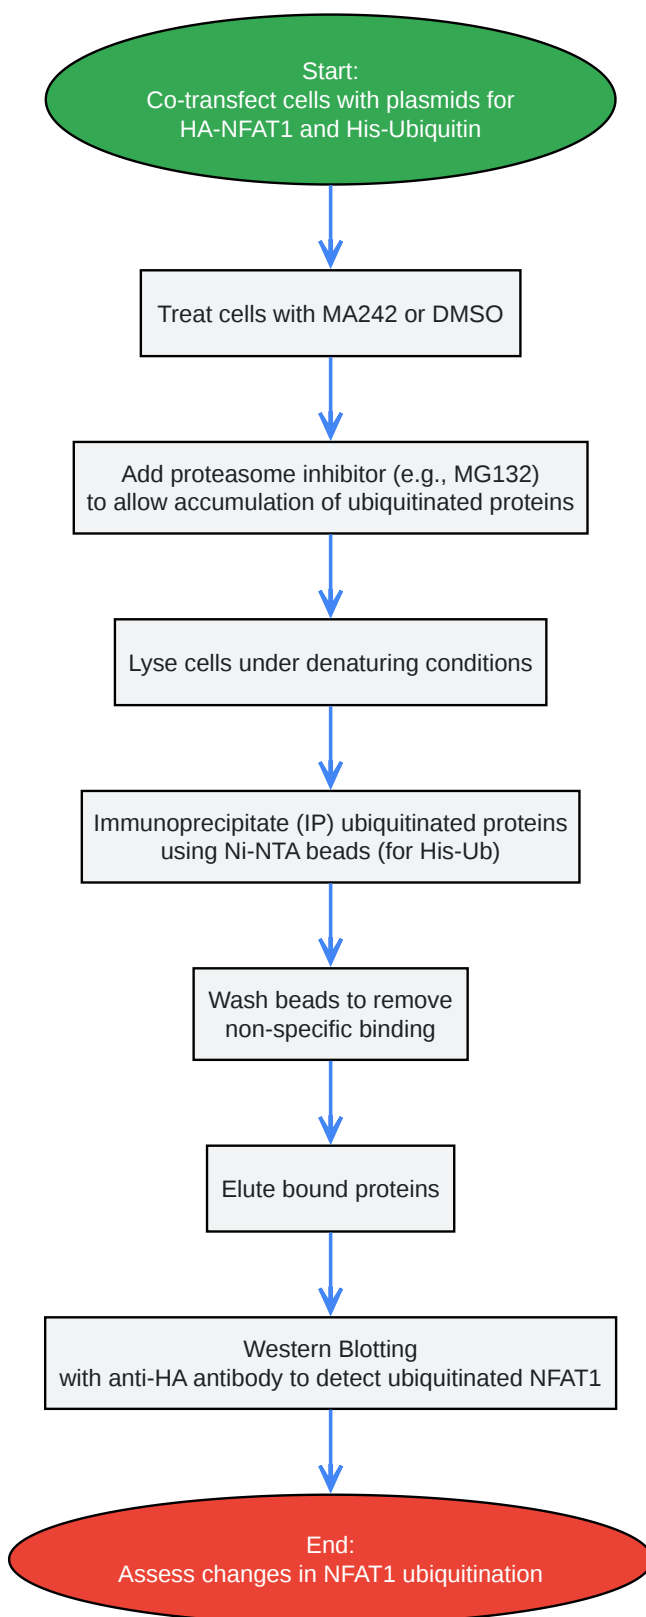 Start:
Co-transfect cells with plasmids for
HA-NFAT1 and His-Ubiquitin
Treat cells with MA242 or DMSO
Add proteasome inhibitor (e.g., MG132)
to allow accumulation of ubiquitinated proteins
Lyse cells under denaturing conditions
Immunoprecipitate (IP) ubiquitinated proteins
using Ni-NTA beads (for His-Ub)
Wash beads to remove
non-specific binding
Elute bound proteins
Western Blotting
with anti-HA antibody to detect ubiquitinated NFAT1
End:
Assess changes in NFAT1 ubiquitination